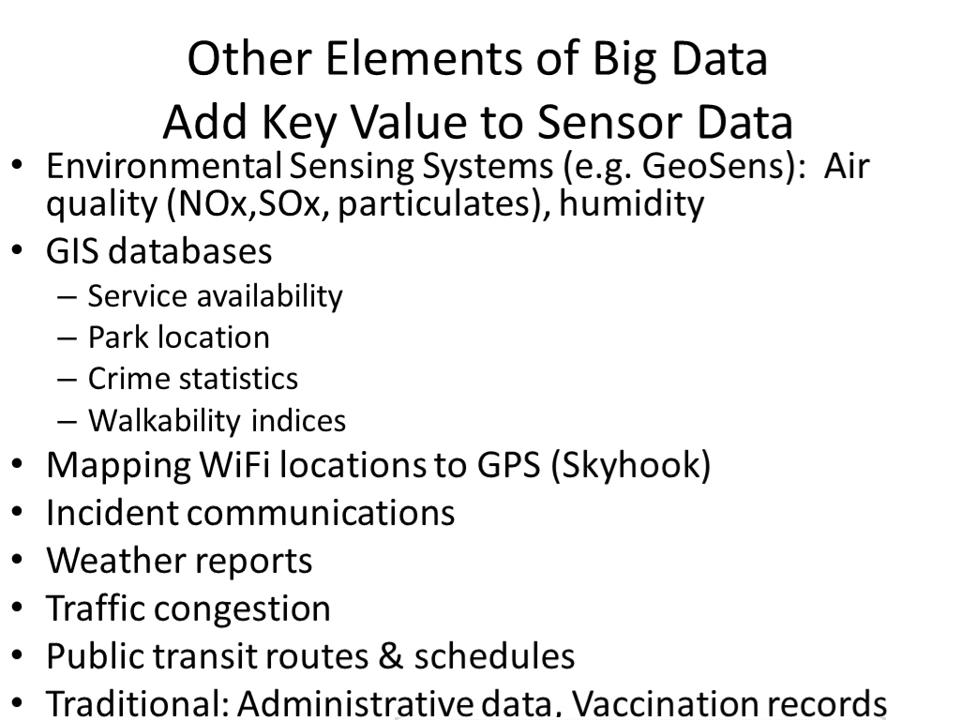 Other Elements of Big Data
Add Key Value to Sensor Data
• Environmental Sensing Systems (e.g. GeoSens):  Air
quality (NOx,SOx, particulates), humidity
• GIS databases
– Service availability
– Park location
– Crime statistics
– Walkability indices
• Mapping WiFi locations to GPS (Skyhook)
• Incident communications
• Weather reports
• Traffic congestion
• Public transit routes & schedules
• Traditional: Administrative data, Vaccination records